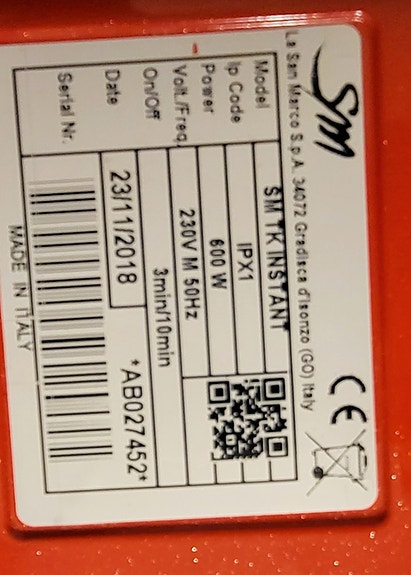 SM
La San Marco S.p.A. 34072 Gradisca d'Isonzo (GO) Italy
CE
Model SM TK INSTANT
Ip Code IPX1
Power 600 W
Volt./Freq. 230V M 50Hz
On/Off 3min/10min
Date 23/11/2018
Serial Nr. *AB027452*
MADE IN ITALY